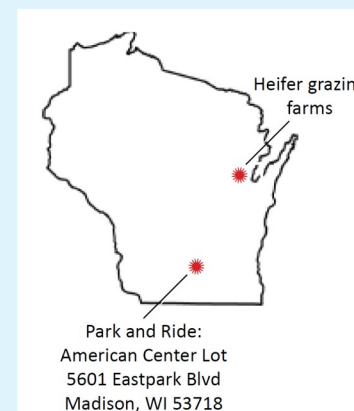 Heifer grazin
farms
Park and Ride:
American Center Lot
5601 Eastpark Blvd
Madison, WI 53718